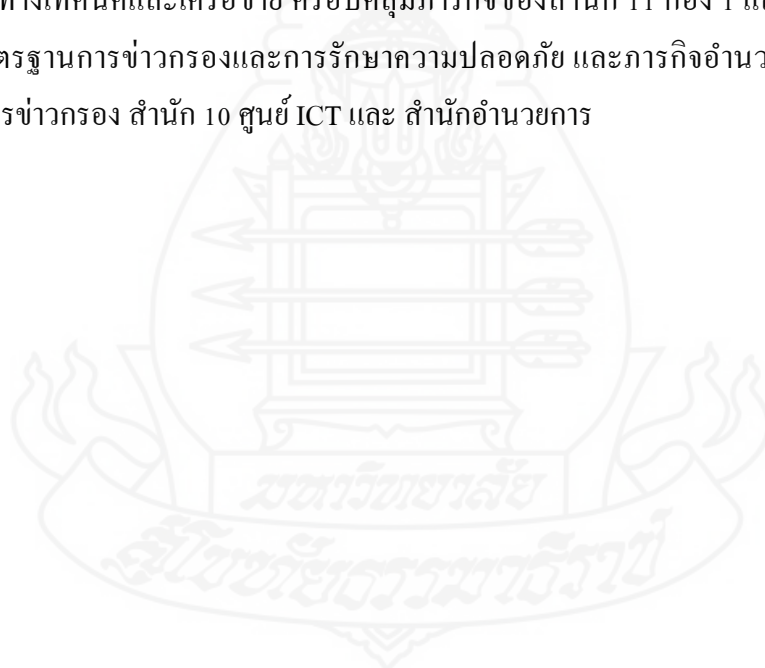 ทางเทคนิคและเครือข่าย ครอบคลุมภารกิจของสำนัก 11 กอง 1 แ
ตรฐานการข่าวกรองและการรักษาความปลอดภัย และภารกิจอำนว
รข่าวกรอง สำนัก 10 ศูนย์ ICT และ สำนักอำนวยการ
มหาวิทยาลัย
สุโขทัยธรรมาธิราช